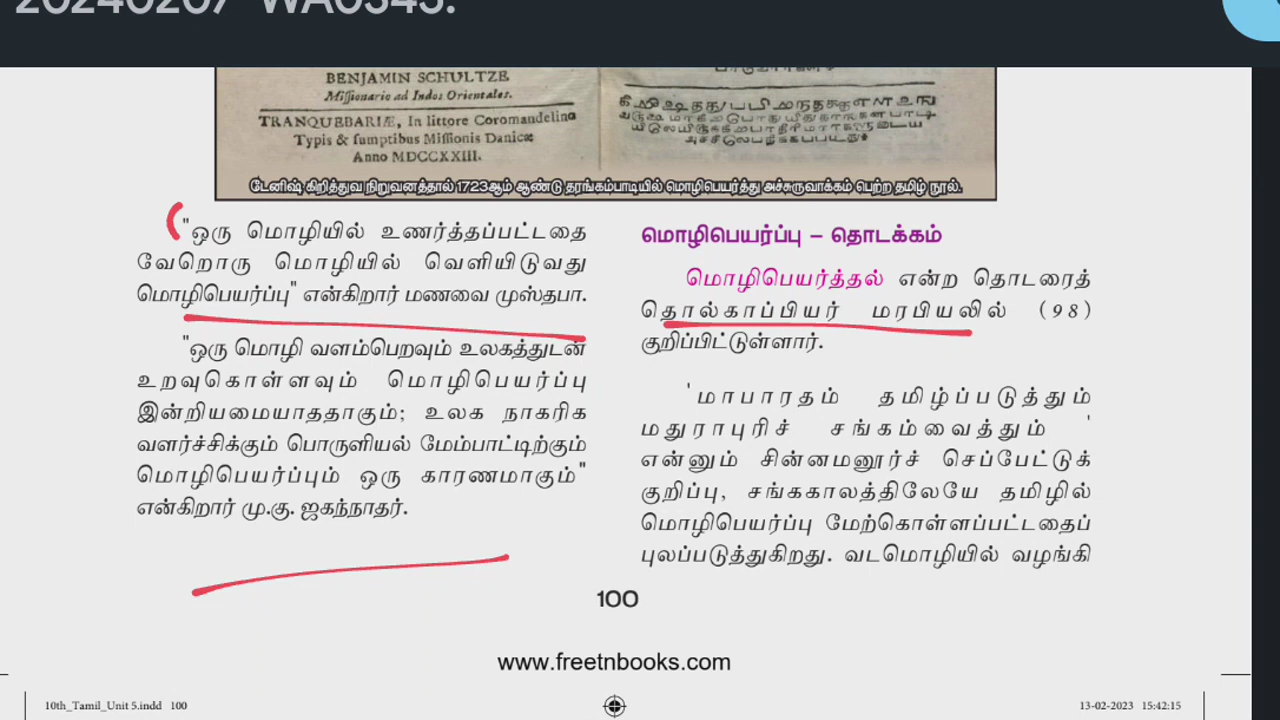 BENJAMIN SCHULTZE
Missionario ad Indos Orientales.
TRANQUEBARIÆ, In littore Coromandelino
Typis & sumptibus Missionis Danicæ
Anno MDCCXXIII.
டேனிஷ் கிறித்துவ நிறுவனத்தால் 1723ஆம் ஆண்டு தரங்கம்பாடியில் மொழிபெயர்த்து அச்சுருவாக்கம் பெற்ற தமிழ் நூல்.
"ஒரு மொழியில் உணர்த்தப்பட்டதை
வேறொரு மொழியில் வெளியிடுவது
மொழிபெயர்ப்பு" என்கிறார் மணவை முஸ்தபா.
"ஒரு மொழி வளம்பெறவும் உலகத்துடன்
உறவுகொள்ளவும் மொழிபெயர்ப்பு
இன்றியமையாததாகும்; உலக நாகரிக
வளர்ச்சிக்கும் பொருளியல் மேம்பாட்டிற்கும்
மொழிபெயர்ப்பும் ஒரு காரணமாகும்"
என்கிறார் மு.கு. ஜகந்நாதர்.
மொழிபெயர்ப்பு – தொடக்கம்
மொழிபெயர்த்தல் என்ற தொடரைத்
தொல்காப்பியர் மரபியலில் (98)
குறிப்பிட்டுள்ளார்.
'மாபாரதம் தமிழ்ப்படுத்தும்
மதுராபுரிச் சங்கம்வைத்தும் '
என்னும் சின்னமனூர்ச் செப்பேட்டுக்
குறிப்பு, சங்ககாலத்திலேயே தமிழில்
மொழிபெயர்ப்பு மேற்கொள்ளப்பட்டதைப்
புலப்படுத்துகிறது. வடமொழியில் வழங்கி
100
www.freetnbooks.com
10th_Tamil_Unit 5.indd 100
13-02-2023 15:42:15